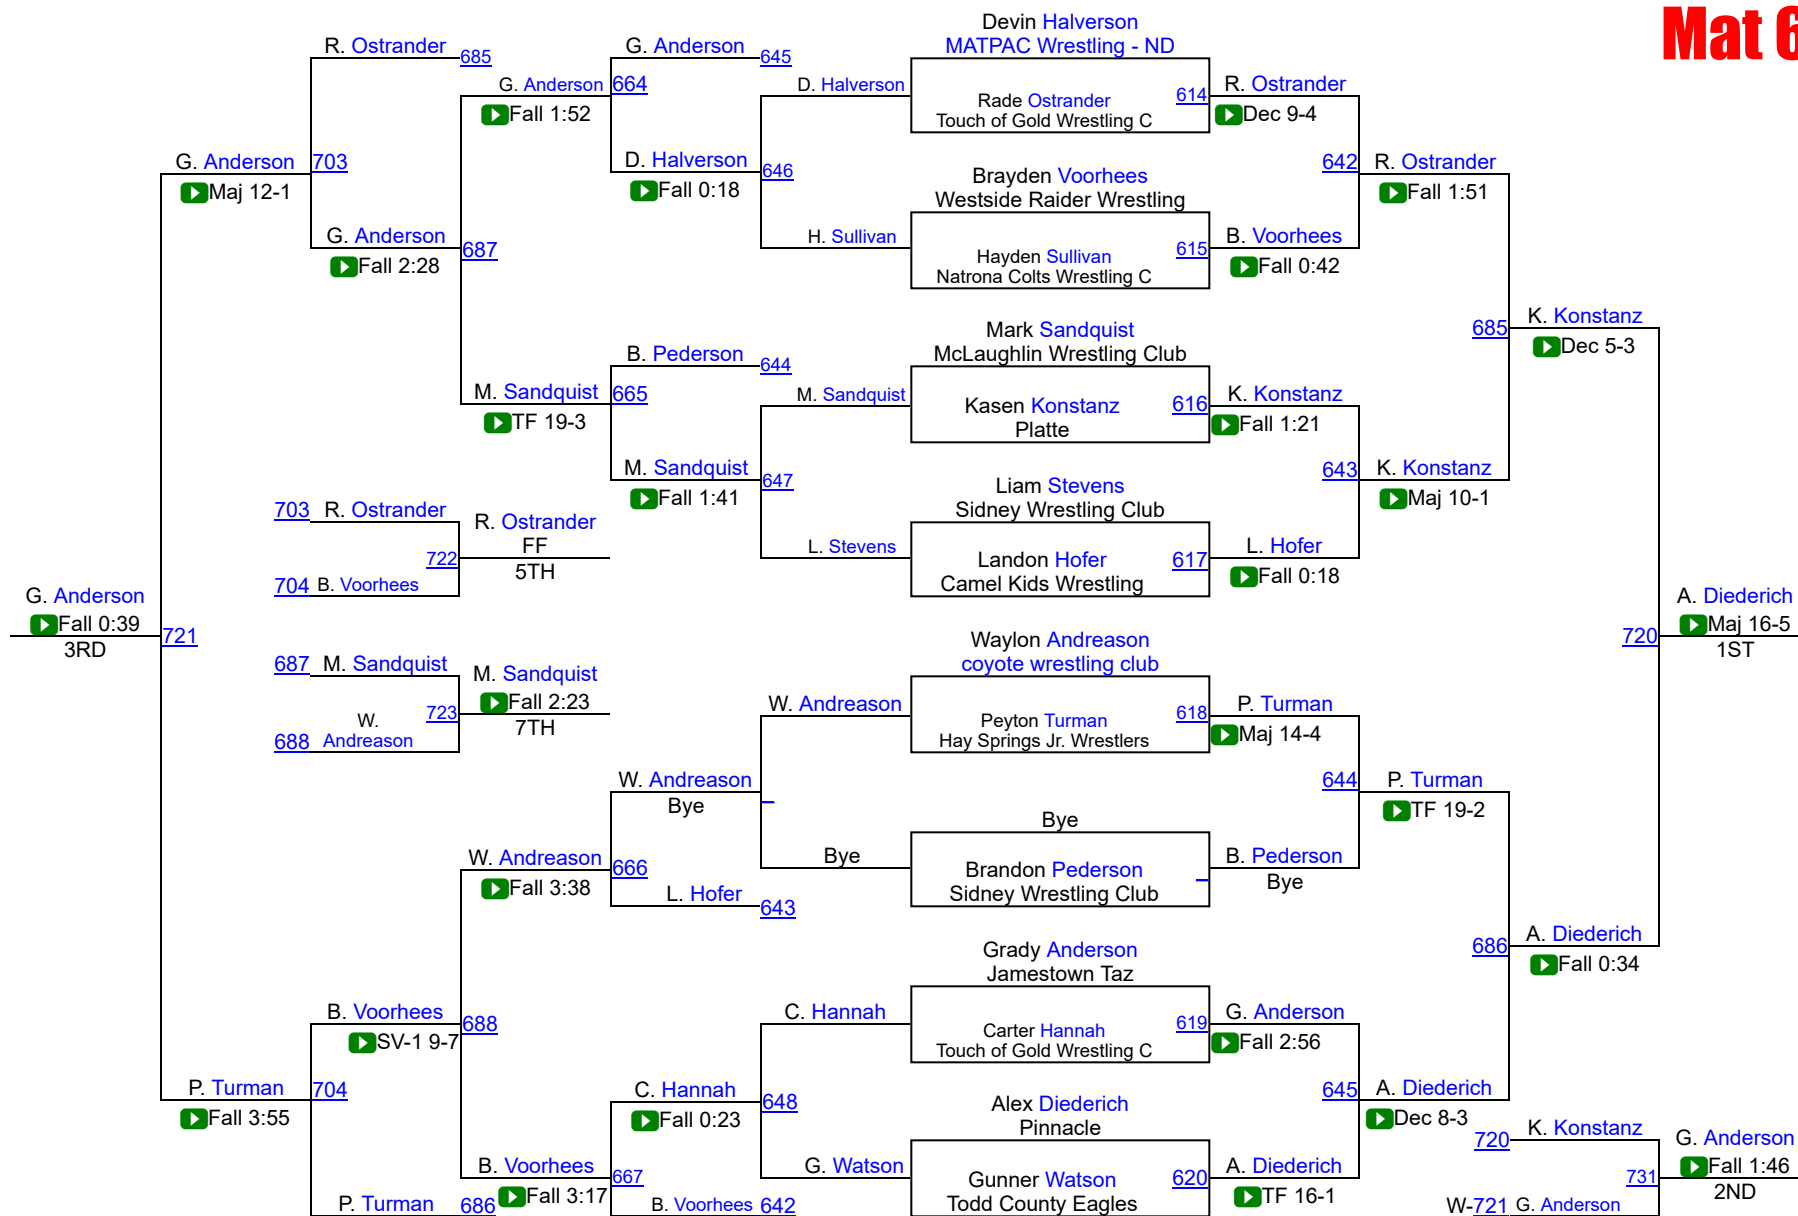 Mat 6
Devin Halverson
MATPAC Wrestling - ND
R. Ostrander
685
G. Anderson
645
G. Anderson
664
Fall 1:52
D. Halverson
Rade Ostrander
Touch of Gold Wrestling C
614
R. Ostrander
Dec 9-4
G. Anderson
703
Maj 12-1
D. Halverson
646
Fall 0:18
Brayden Voorhees
Westside Raider Wrestling
642
R. Ostrander
Fall 1:51
G. Anderson
687
Fall 2:28
H. Sullivan
Hayden Sullivan
Natrona Colts Wrestling C
615
B. Voorhees
Fall 0:42
Mark Sandquist
McLaughlin Wrestling Club
685
K. Konstanz
Dec 5-3
B. Pederson
644
M. Sandquist
665
TF 19-3
M. Sandquist
Kasen Konstanz
Platte
616
K. Konstanz
Fall 1:21
M. Sandquist
647
Fall 1:41
Liam Stevens
Sidney Wrestling Club
643
K. Konstanz
Maj 10-1
703
R. Ostrander
R. Ostrander
FF
5TH
722
704
B. Voorhees
L. Stevens
Landon Hofer
Camel Kids Wrestling
617
L. Hofer
Fall 0:18
G. Anderson
Fall 0:39
3RD
721
Waylon Andreason
coyote wrestling club
720
A. Diederich
Maj 16-5
1ST
687
M. Sandquist
M. Sandquist
Fall 2:23
7TH
723
688
W.
Andreason
W. Andreason
Peyton Turman
Hay Springs Jr. Wrestlers
618
P. Turman
Maj 14-4
W. Andreason
Bye
644
P. Turman
TF 19-2
Bye
W. Andreason
666
Fall 3:38
Bye
Brandon Pederson
Sidney Wrestling Club
B. Pederson
Bye
L. Hofer
643
Grady Anderson
Jamestown Taz
686
A. Diederich
Fall 0:34
B. Voorhees
688
SV-1 9-7
C. Hannah
Carter Hannah
Touch of Gold Wrestling C
619
G. Anderson
Fall 2:56
P. Turman
704
Fall 3:55
C. Hannah
648
Fall 0:23
Alex Diederich
Pinnacle
645
A. Diederich
Dec 8-3
720
K. Konstanz
G. Anderson
Fall 1:46
2ND
731
B. Voorhees
667
Fall 3:17
G. Watson
Gunner Watson
Todd County Eagles
620
A. Diederich
TF 16-1
P. Turman
686
B. Voorhees
642
W-721
G. Anderson